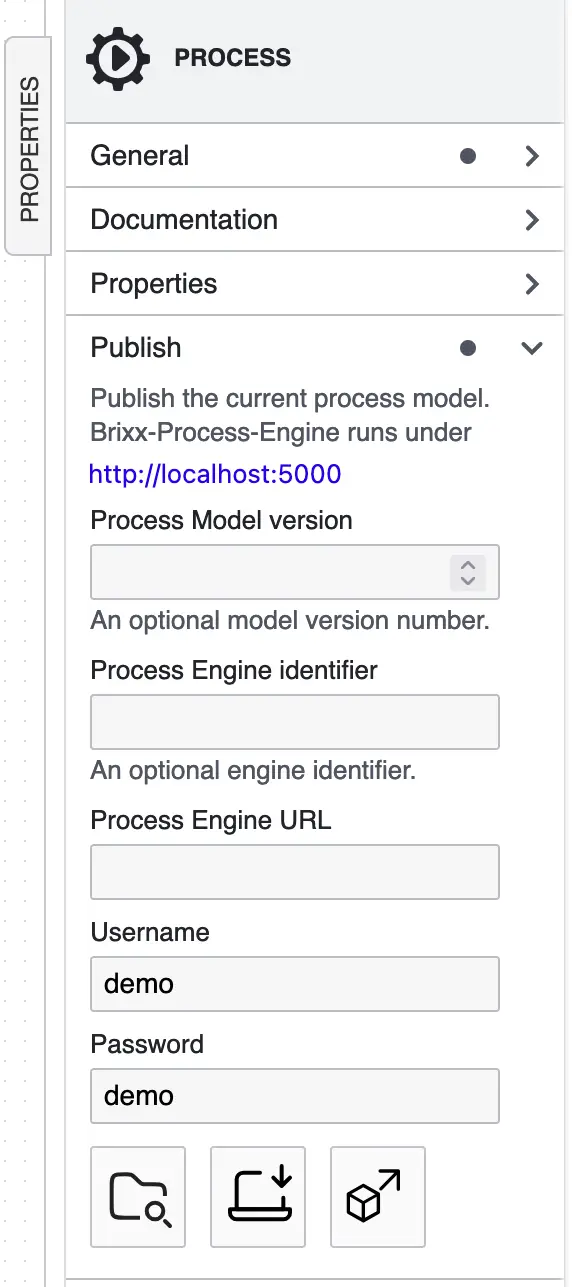 PROPERTIES
PROCESS
General
Documentation
Properties
Publish
Publish the current process model.
Brixx-Process-Engine runs under
http://localhost:5000
Process Model version
An optional model version number.
Process Engine identifier
An optional engine identifier.
Process Engine URL
Username
demo
Password
demo